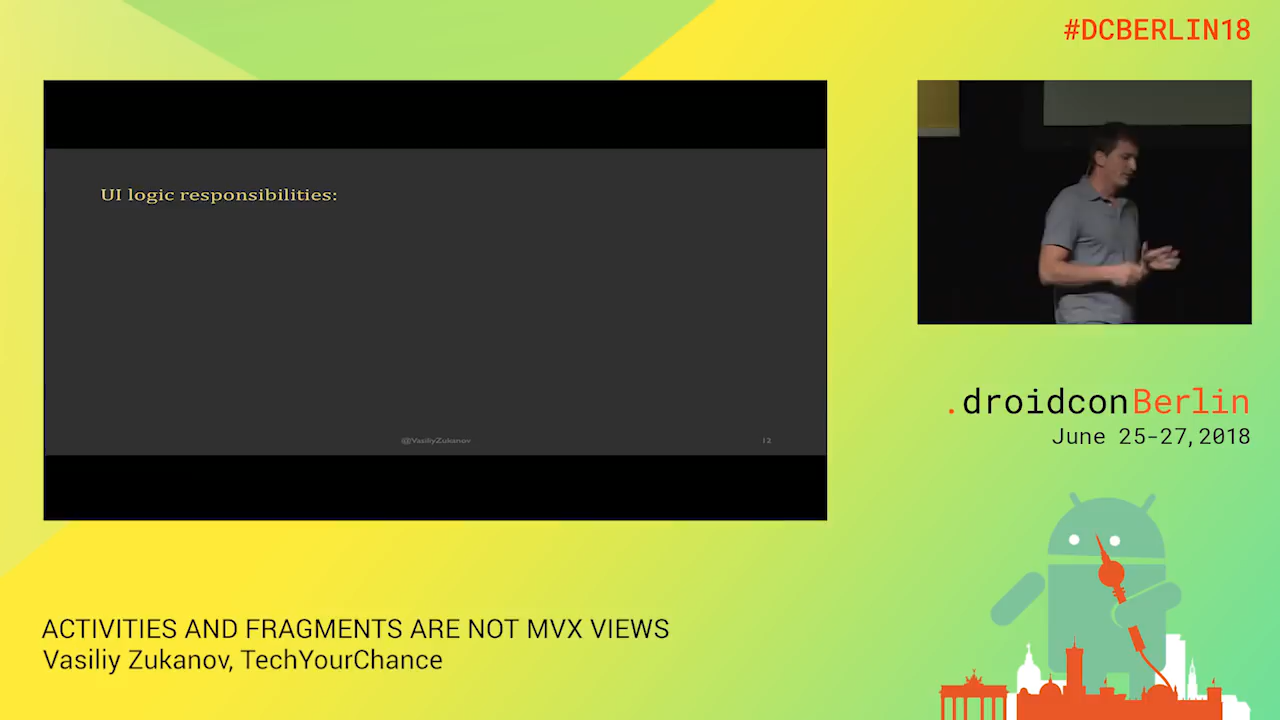 #DCBERLIN18
UI logic responsibilities:
@VasiliyZukanov
12
.droidconBerlin
June 25-27,2018
ACTIVITIES AND FRAGMENTS ARE NOT MVX VIEWS
Vasiliy Zukanov, TechYourChance